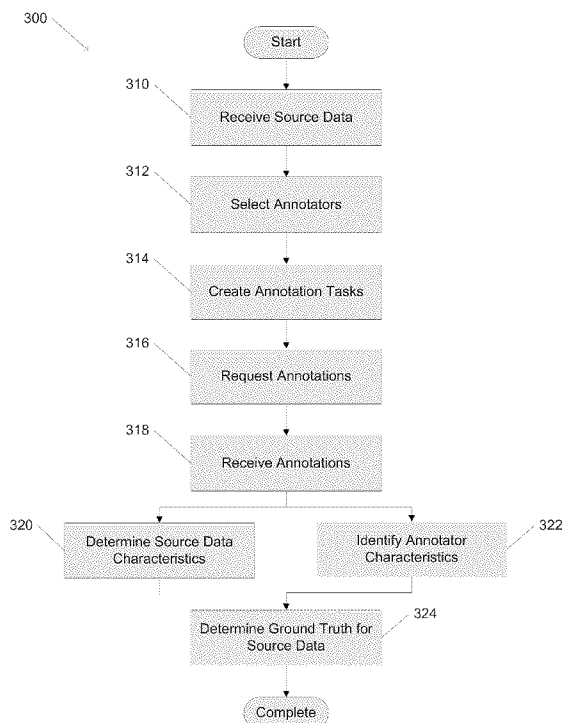 300
Start
310
Receive Source Data
312
Select Annotators
314
Create Annotation Tasks
316
Request Annotations
318
Receive Annotations
320
Determine Source Data
Characteristics
Identify Annotator
Characteristics
322
Determine Ground Truth for
Source Data
324
Complete